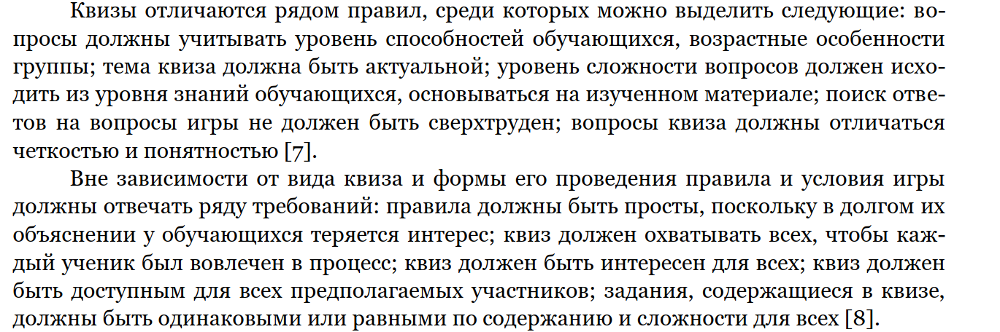 Квизы отличаются рядом правил, среди которых можно выделить следующие: во-
просы должны учитывать уровень способностей обучающихся, возрастные особенности
группы; тема квиза должна быть актуальной; уровень сложности вопросов должен исхо-
дить из уровня знаний обучающихся, основываться на изученном материале; поиск отве-
тов на вопросы игры не должен быть сверхтруден; вопросы квиза должны отличаться
четкостью и понятностью [7].
Вне зависимости от вида квиза и формы его проведения правила и условия игры
должны отвечать ряду требований: правила должны быть просты, поскольку в долгом их
объяснении у обучающихся теряется интерес; квиз должен охватывать всех, чтобы каж-
дый ученик был вовлечен в процесс; квиз должен быть интересен для всех; квиз должен
быть доступным для всех предполагаемых участников; задания, содержащиеся в квизе,
должны быть одинаковыми или равными по содержанию и сложности для всех [8].